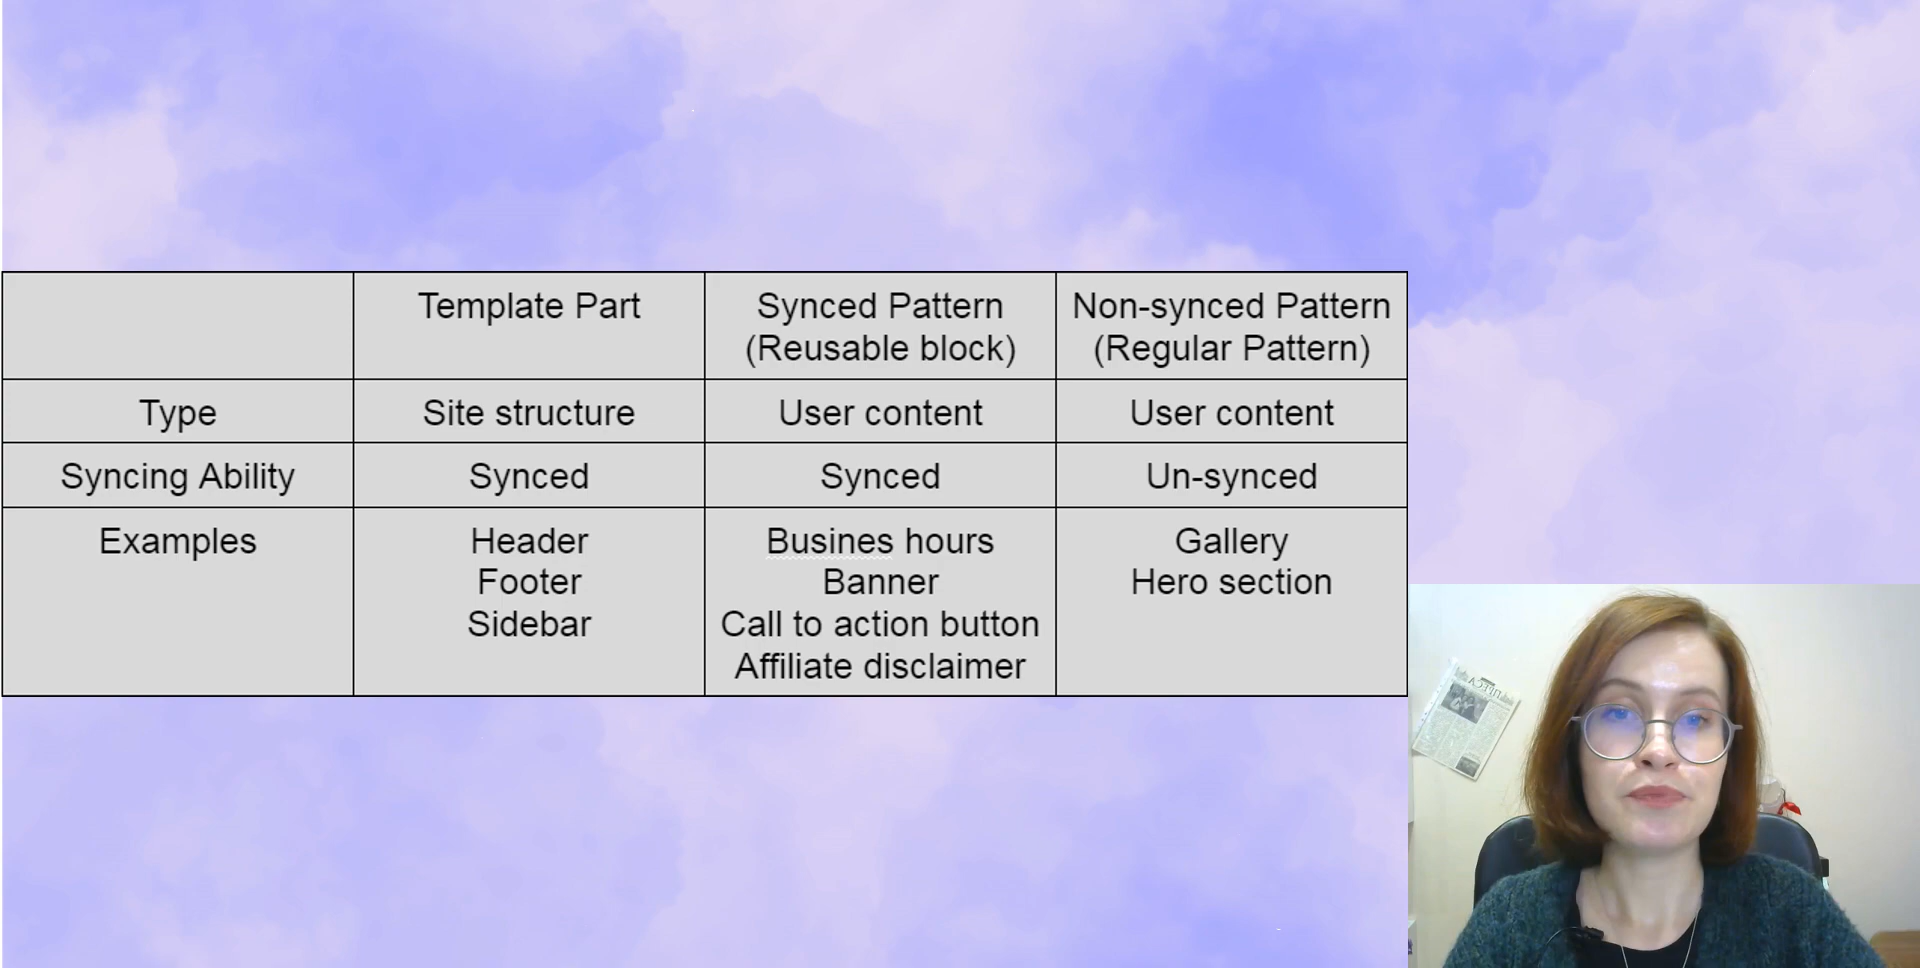 Template Part
Synced Pattern
(Reusable block)
Non-synced Pattern
(Regular Pattern)
Type
Site structure
User content
User content
Syncing Ability
Synced
Synced
Un-synced
Examples
Header
Footer
Sidebar
Busines hours
Banner
Call to action button
Affiliate disclaimer
Gallery
Hero section